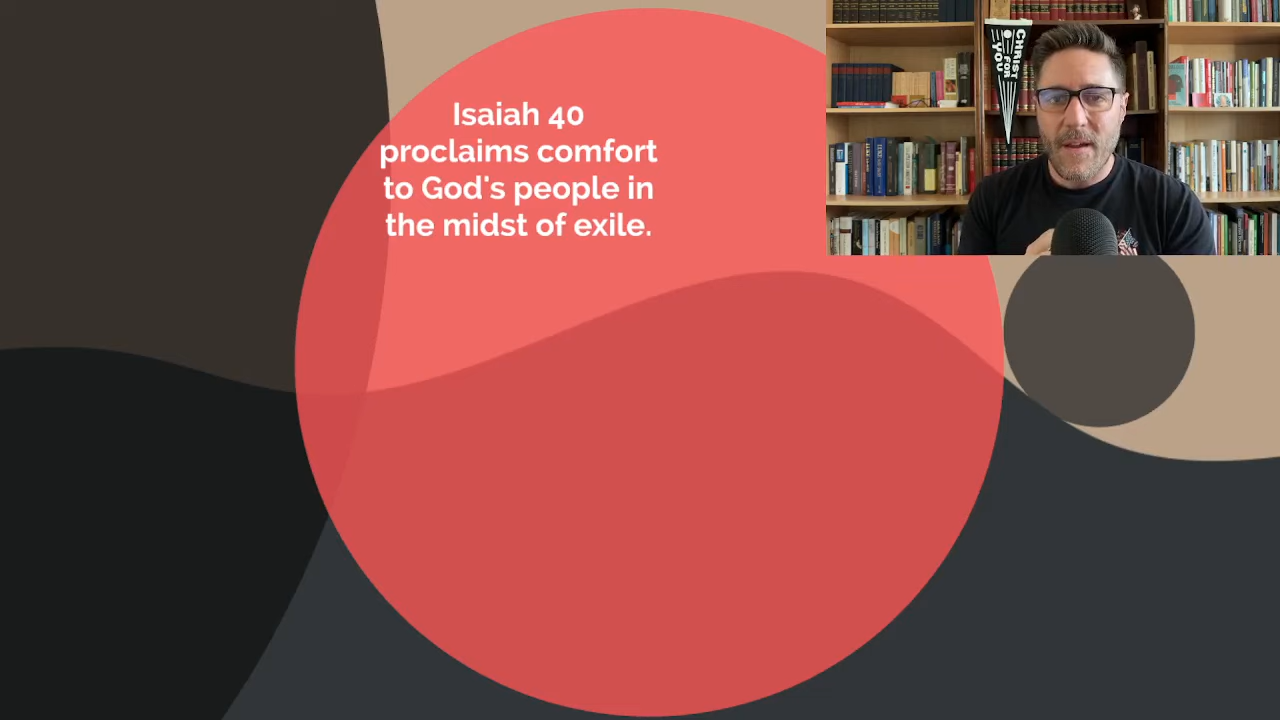 Isaiah 40
proclaims comfort
to God's people in
the midst of exile.
CHRIST
FOR
YOU